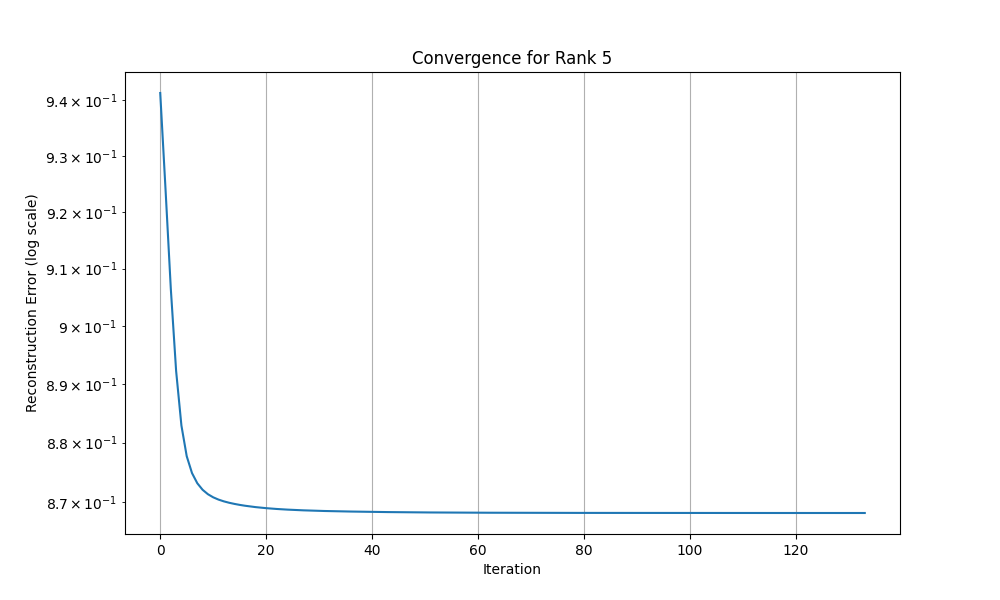 Convergence for Rank 5
Reconstruction Error (log scale)
9.4 × 10⁻¹
9.3 × 10⁻¹
9.2 × 10⁻¹
9.1 × 10⁻¹
9 × 10⁻¹
8.9 × 10⁻¹
8.8 × 10⁻¹
8.7 × 10⁻¹
0 20 40 60 80 100 120
Iteration